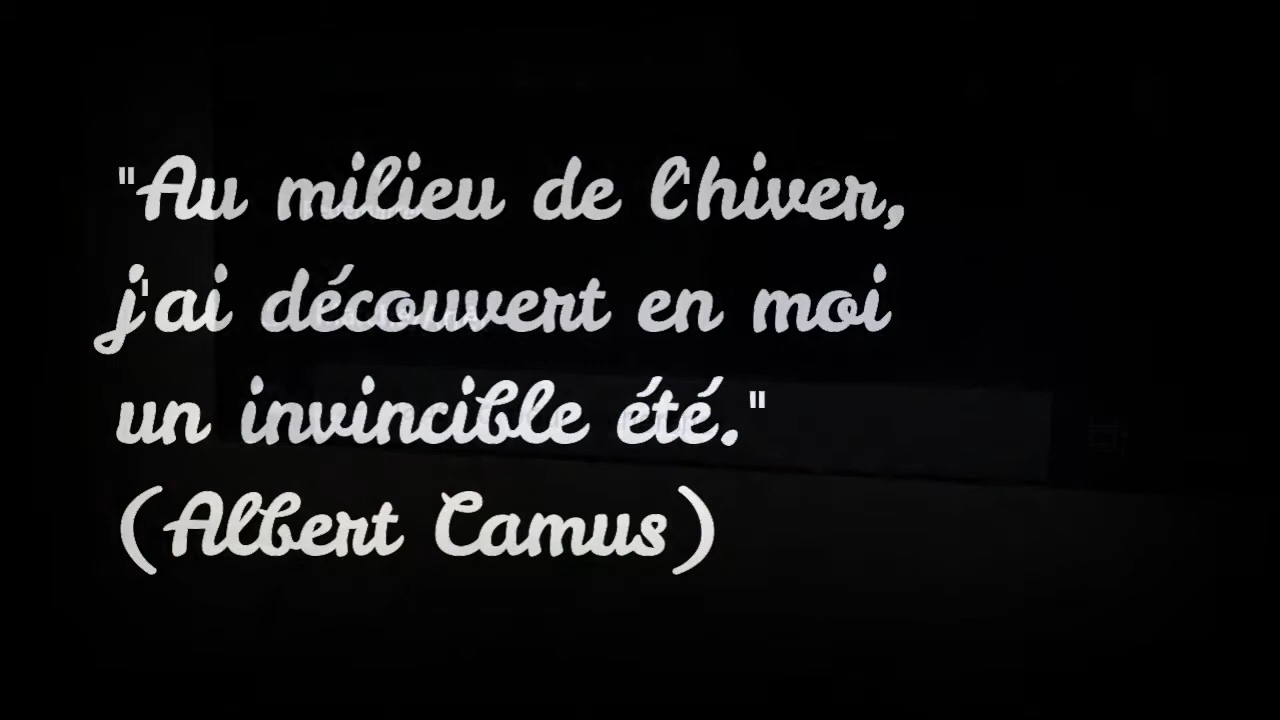 "Au milieu de l'hiver,
j'ai découvert en moi
un invincible été."
(Albert Camus)